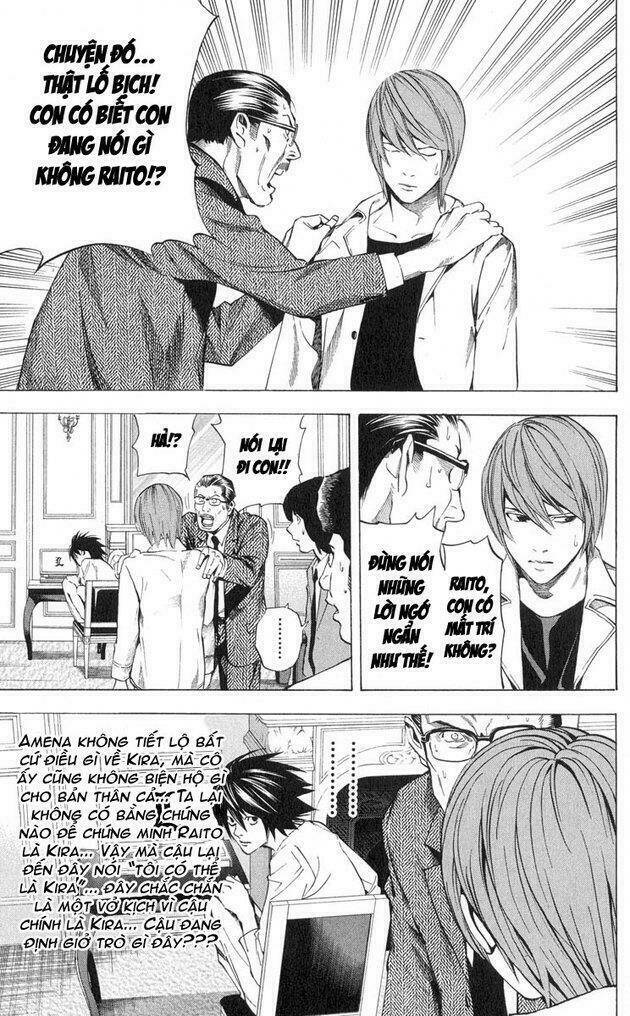 CHUYỆN ĐÓ...
THẬT LỐ BỊCH!
CON CÓ BIẾT CON
ĐANG NÓI GÌ
KHÔNG RAITO!?
RAITO,
CON CÓ
MẤT TRÍ
KHÔNG?
ĐỪNG NÓI
NHỮNG
LỜI NGÓ
NGẨN
NHƯ THẾ!
NÓI LẠI
ĐI CON!!
HẢ!?
.......
.......
.......
AMENA KHÔNG TIẾT LỘ BẤT
CỨ ĐIỀU GÌ VỀ KIRA, MÀ CÔ
ẤY CŨNG KHÔNG BIỆN HỘ GÌ
CHO BẢN THÂN CẢ... TA LẠI
KHÔNG CÓ BẰNG CHỨNG
NÀO ĐỂ CHỨNG MINH RAITO
LÀ KIRA... VẬY MÀ CẬU LẠI
ĐẾN ĐÂY NÓI "TÔI CÓ THỂ
LÀ KIRA"... ĐÂY CHẮC CHẮN
LÀ MỘT VỞ KỊCH VÌ CẬU
CHÍNH LÀ KIRA... CẬU ĐANG
ĐỊNH GIỞ TRÒ GÌ ĐÂY???